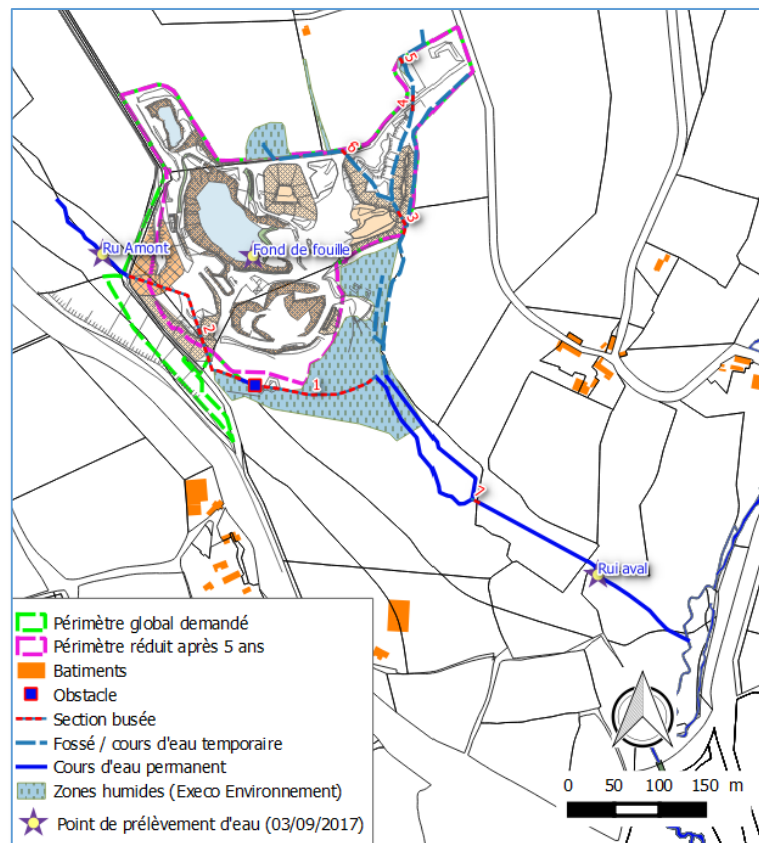 5
4
6
3
Ru Amont
Fond de fouille
2
1
7
Rui aval
Périmètre global demandé
Périmètre réduit après 5 ans
Batiments
Obstacle
Section busée
Fossé / cours d'eau temporaire
Cours d'eau permanent
Zones humides (Execo Environnement)
Point de prélèvement d'eau (03/09/2017)
0 50 100 150 m